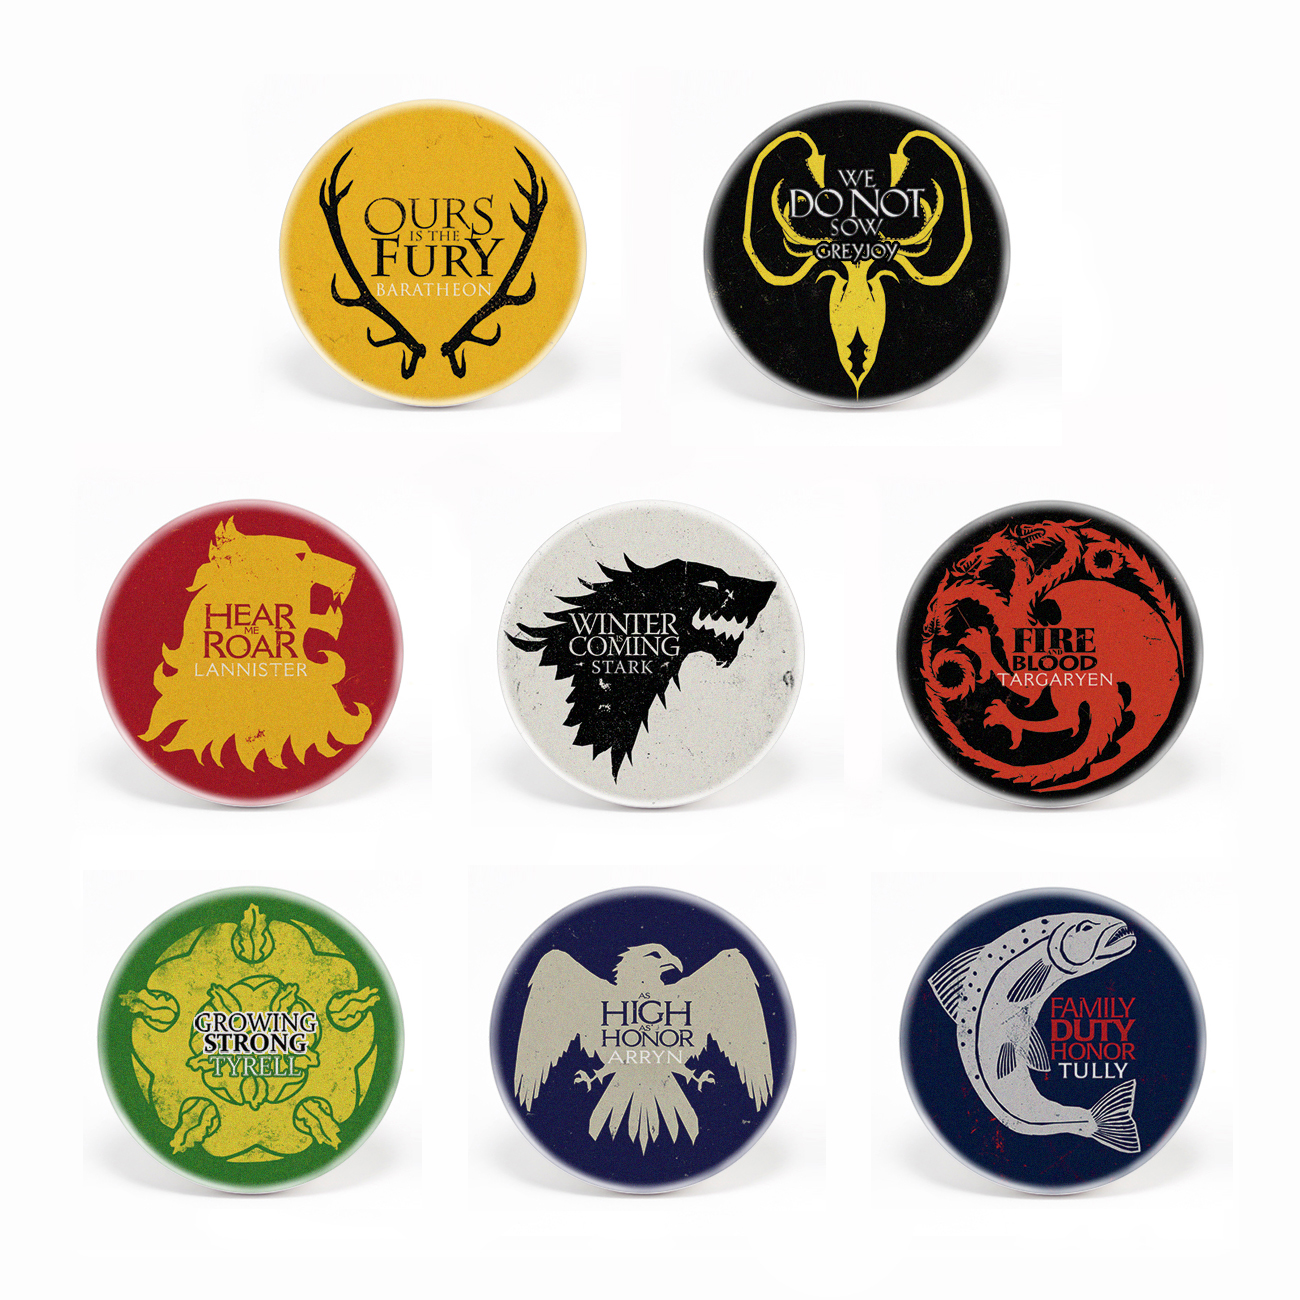 OURS
IS THE
FURY
BARATHEON
WE
DO NOT
SOW
GREYJOY
HEAR
ME
ROAR
LANNISTER
WINTER
IS
COMING
STARK
FIRE
AND
BLOOD
TARGARYEN
GROWING
STRONG
TYRELL
AS
HIGH
AS
HONOR
ARRYN
FAMILY
DUTY
HONOR
TULLY